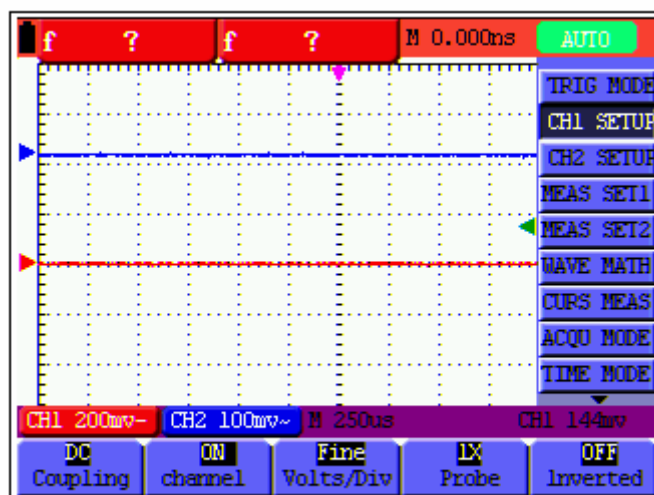 f ? f ? M 0.000ns AUTO
TRIG MODE
CH1 SETUP
CH2 SETUP
MEAS SET1
MEAS SET2
WAVE MATH
CURS MEAS
ACQU MODE
TIME MODE
CH1 200mv- CH2 100mv~ M 250us CH1 144mv
DC ON Fine 1X OFF
Coupling channel Volts/Div Probe Inverted